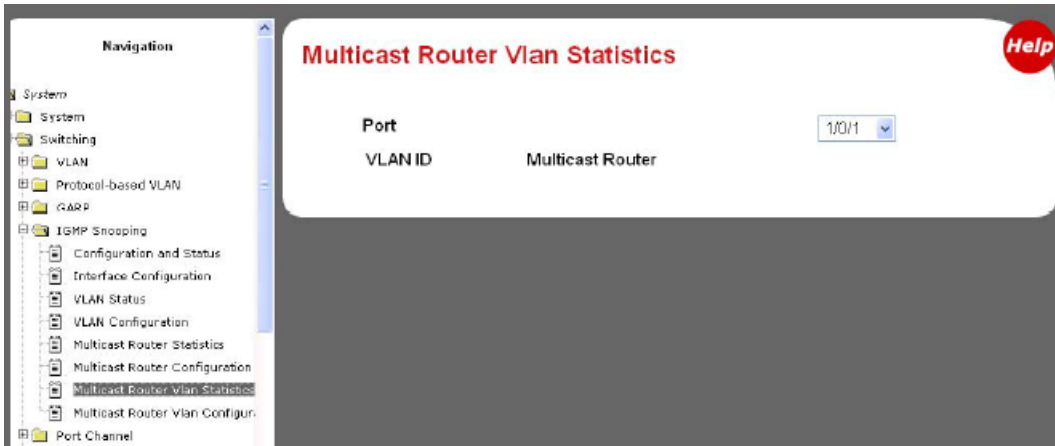 Navigation
System
System
Switching
VLAN
Protocol-based VLAN
GARP
IGMP Snooping
Configuration and Status
Interface Configuration
VLAN Status
VLAN Configuration
Multicast Router Statistics
Multicast Router Configuration
Multicast Router Vlan Statistics
Multicast Router Vlan Configur
Port Channel
Multicast Router Vlan Statistics
Help
Port 1/0/1
VLAN ID Multicast Router